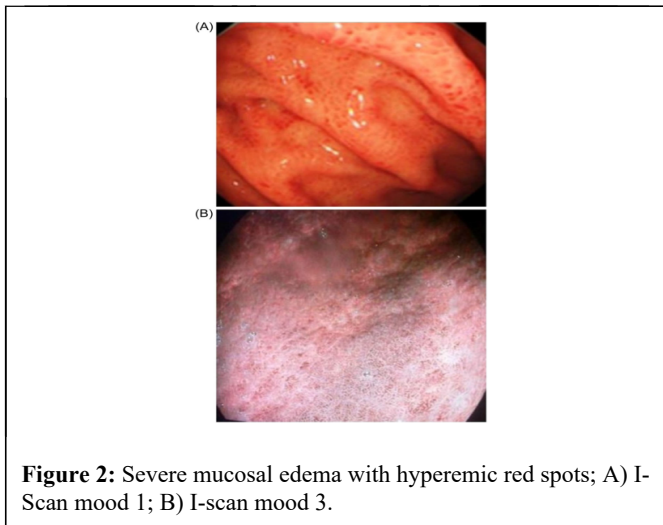 (A)
(B)
Figure 2: Severe mucosal edema with hyperemic red spots; A) I-
Scan mood 1; B) I-scan mood 3.